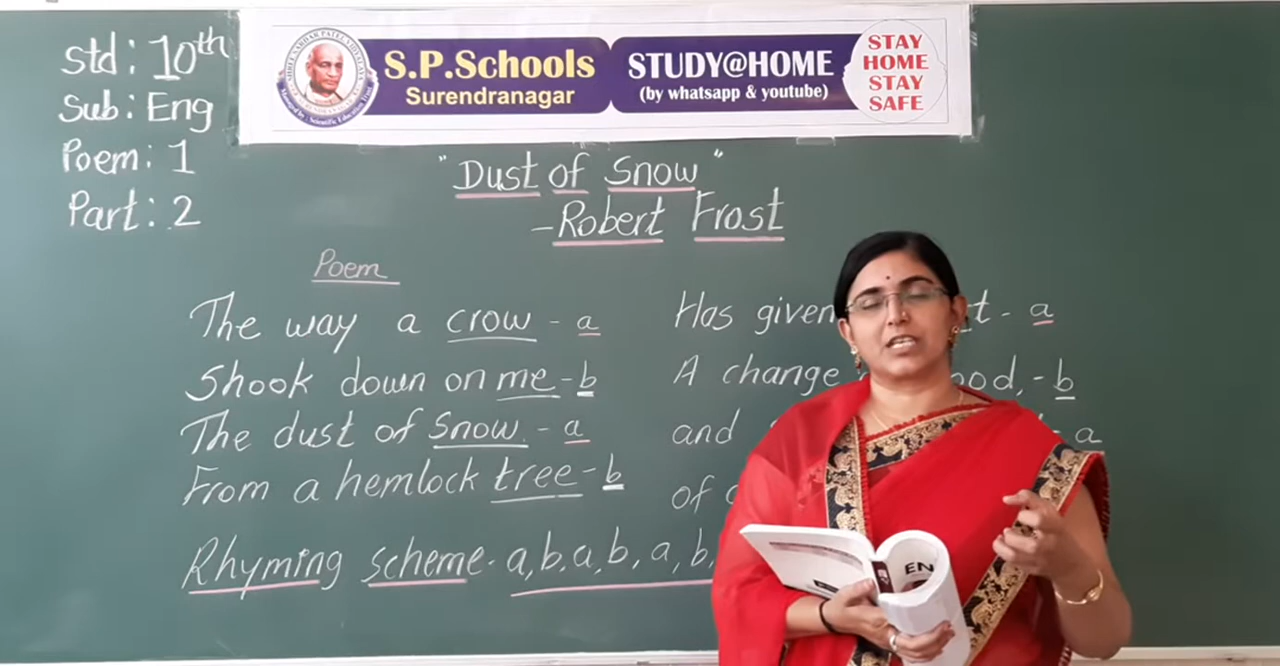 std: 10th
Sub: Eng
Poem: 1
Part: 2
S.P.Schools
Surendranagar
STUDY@HOME
(by whatsapp & youtube)
STAY
HOME
STAY
SAFE
"Dust of Snow"
- Robert Frost
Poem
The way a crow - a
Shook down on me - b
The dust of Snow. - a
From a hemlock tree - b
Has given t - a
A change ood, - b
and - a
of
Rhyming scheme - a, b, a, b, a, b,
EN